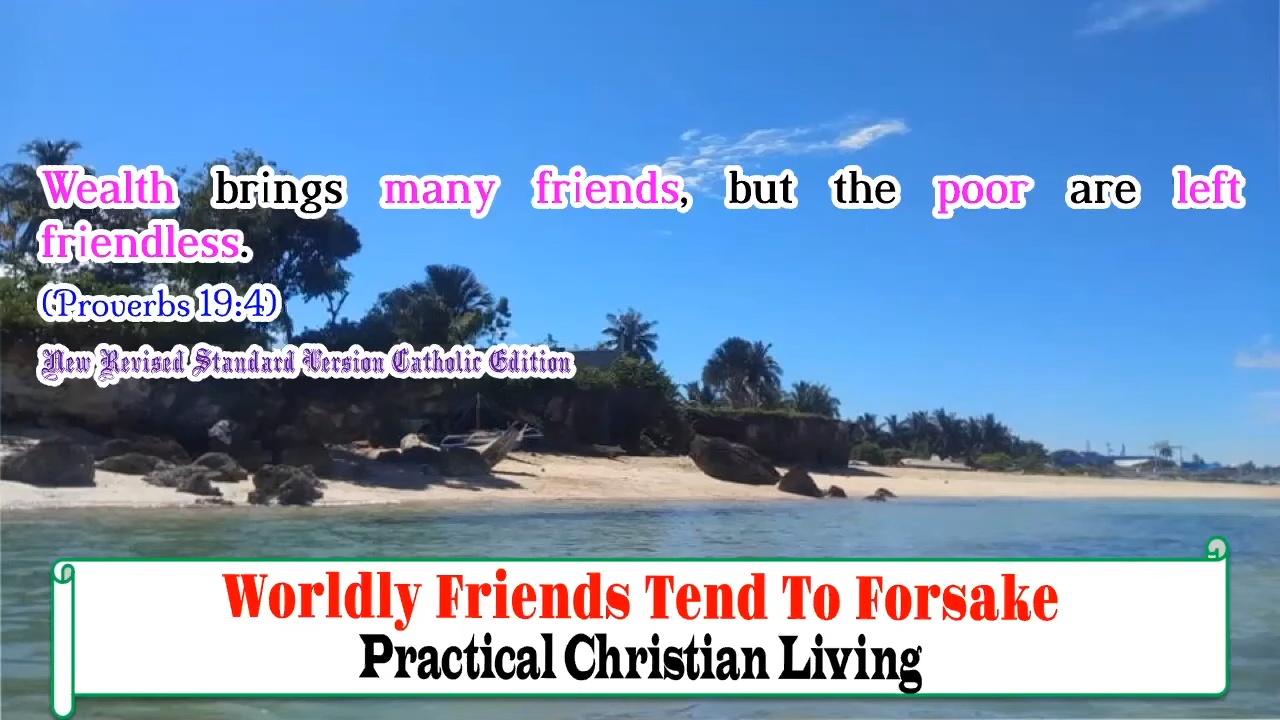 Wealth brings many friends, but the poor are left
friendless.
(Proverbs 19:4)
New Revised Standard Version Catholic Edition
Worldly Friends Tend To Forsake
Practical Christian Living